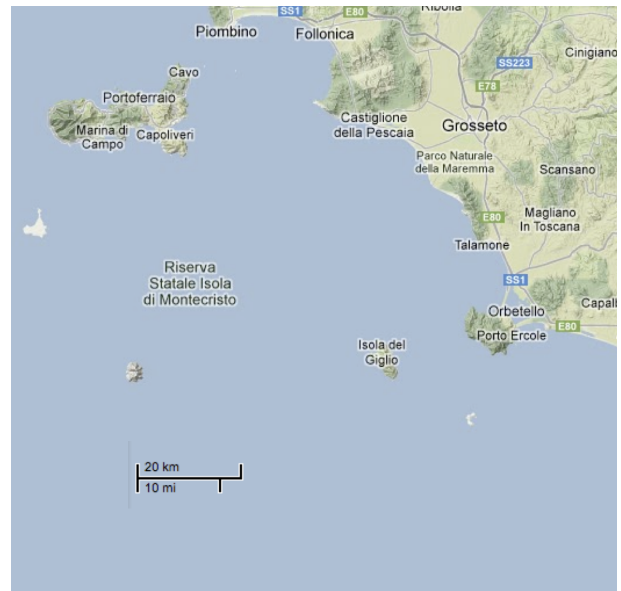 SS1
E80
Ribolla
Piombino
Follonica
Cinigiano
SS223
Cavo
E78
Portoferraio
Castiglione
della Pescaia
Grosseto
Marina di
Campo
Capoliveri
Parco Naturale
della Maremma
Scansano
E80
Magliano
In Toscana
Talamone
Riserva
Statale Isola
di Montecristo
SS1
Orbetello
Capalb
E80
Porto Ercole
Isola del
Giglio
20 km
10 mi